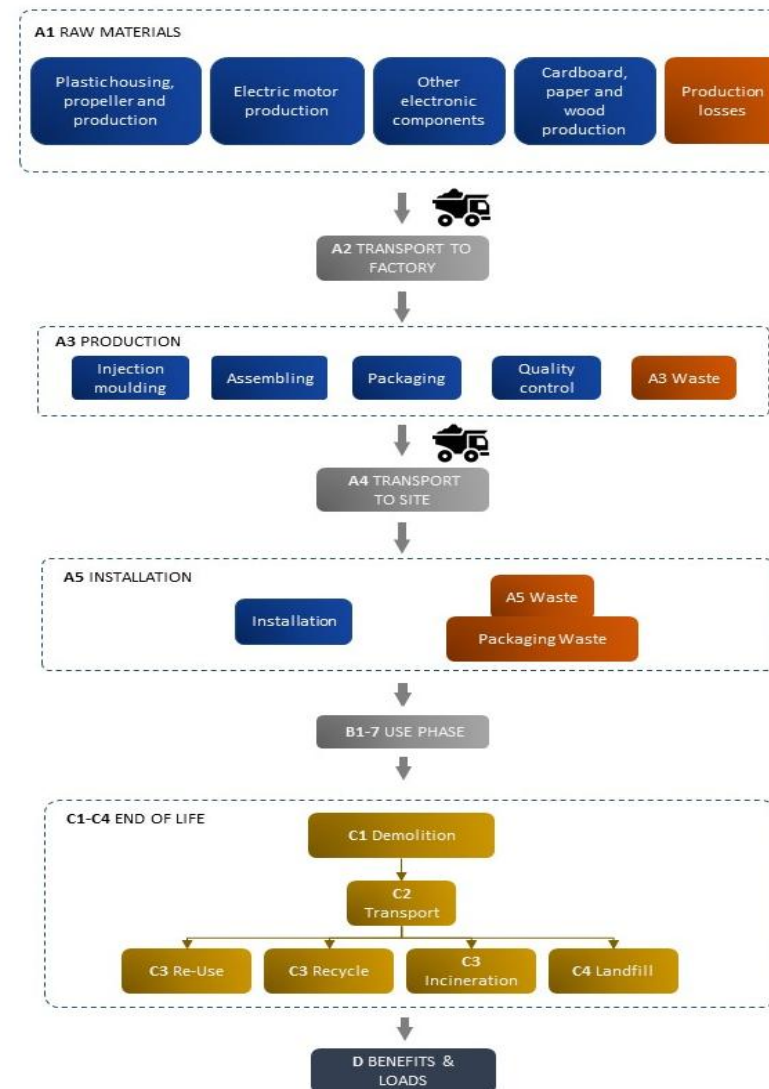 A1 RAW MATERIALS
Plastic housing,
propeller and
production
Electric motor
production
Other
electronic
components
Cardboard,
paper and
wood
production
Production
losses
A2 TRANSPORT TO
FACTORY
A3 PRODUCTION
Injection
moulding
Assembling
Packaging
Quality
control
A3 Waste
A4 TRANSPORT
TO SITE
A5 INSTALLATION
Installation
A5 Waste
Packaging Waste
B1-7 USE PHASE
C1-C4 END OF LIFE
C1 Demolition
C2
Transport
C3 Re-Use
C3 Recycle
C3
Incineration
C4 Landfill
D BENEFITS &
LOADS